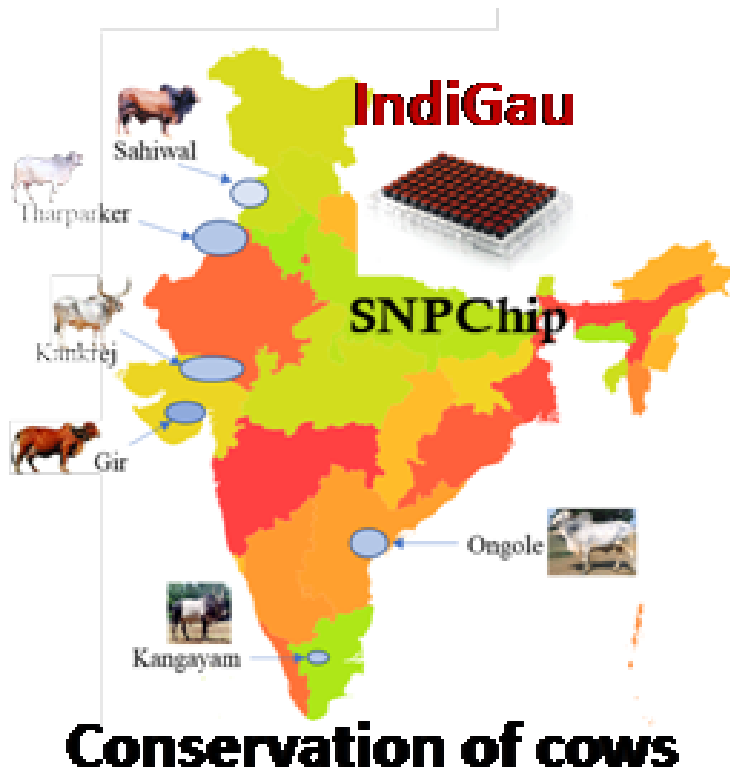 IndiGau
Sahiwal
Tharparker
SNPChip
Kankrej
Gir
Ongole
Kangayam
Conservation of cows